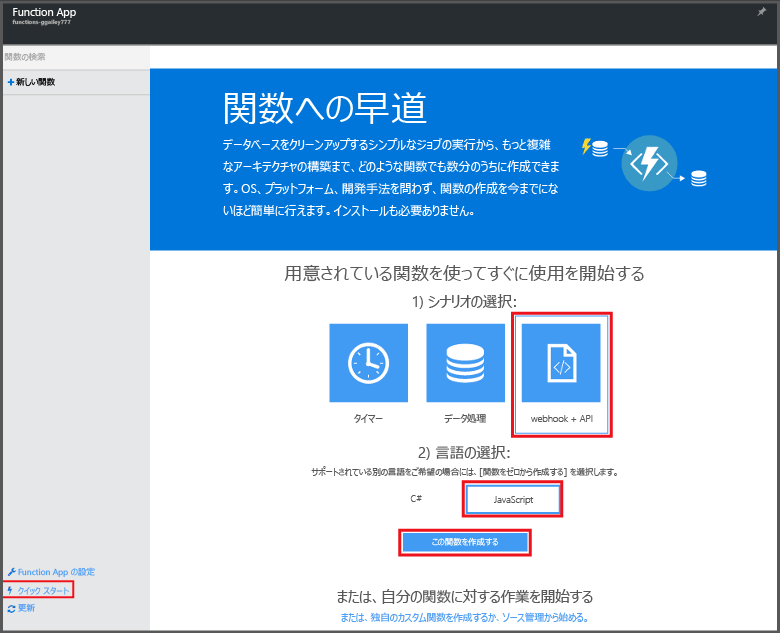 Function App
functions-ggailey777
関数の検索
+新しい関数
関数への早道
データベースをクリーンアップするシンプルなジョブの実行から、もっと複雑
なアーキテクチャの構築まで、どのような関数でも数分のうちに作成できま
す。OS、プラットフォーム、開発手法を問わず、関数の作成を今までにな
いほど簡単に行えます。インストールも必要ありません。
用意されている関数を使ってすぐに使用を開始する
1) シナリオの選択:
タイマー
データ処理
webhook + API
2) 言語の選択:
サポートされている別の言語をご希望の場合には、[関数をゼロから作成する] を選択します。
C#
JavaScript
この関数を作成する
または、自分の関数に対する作業を開始する
または、独自のカスタム関数を作成するか、ソース管理から始める。
Function App の設定
クイック スタート
更新